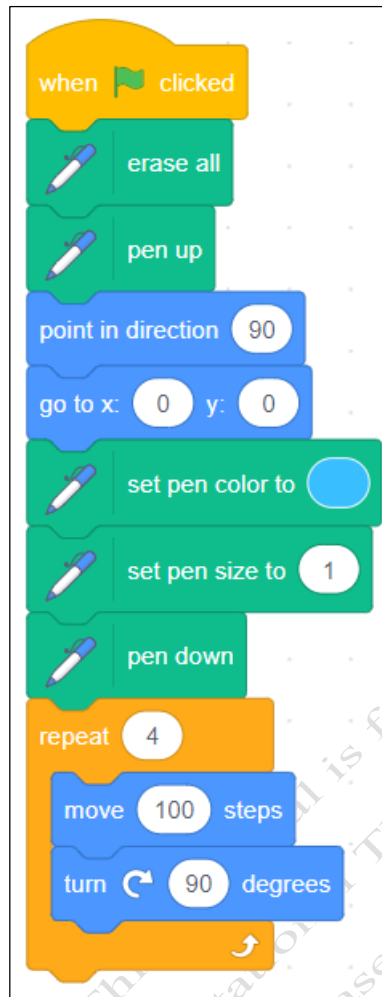 when clicked
erase all
pen up
point in direction 90
go to x: 0 y: 0
set pen color to
set pen size to 1
pen down
repeat 4
move 100 steps
turn 90 degrees